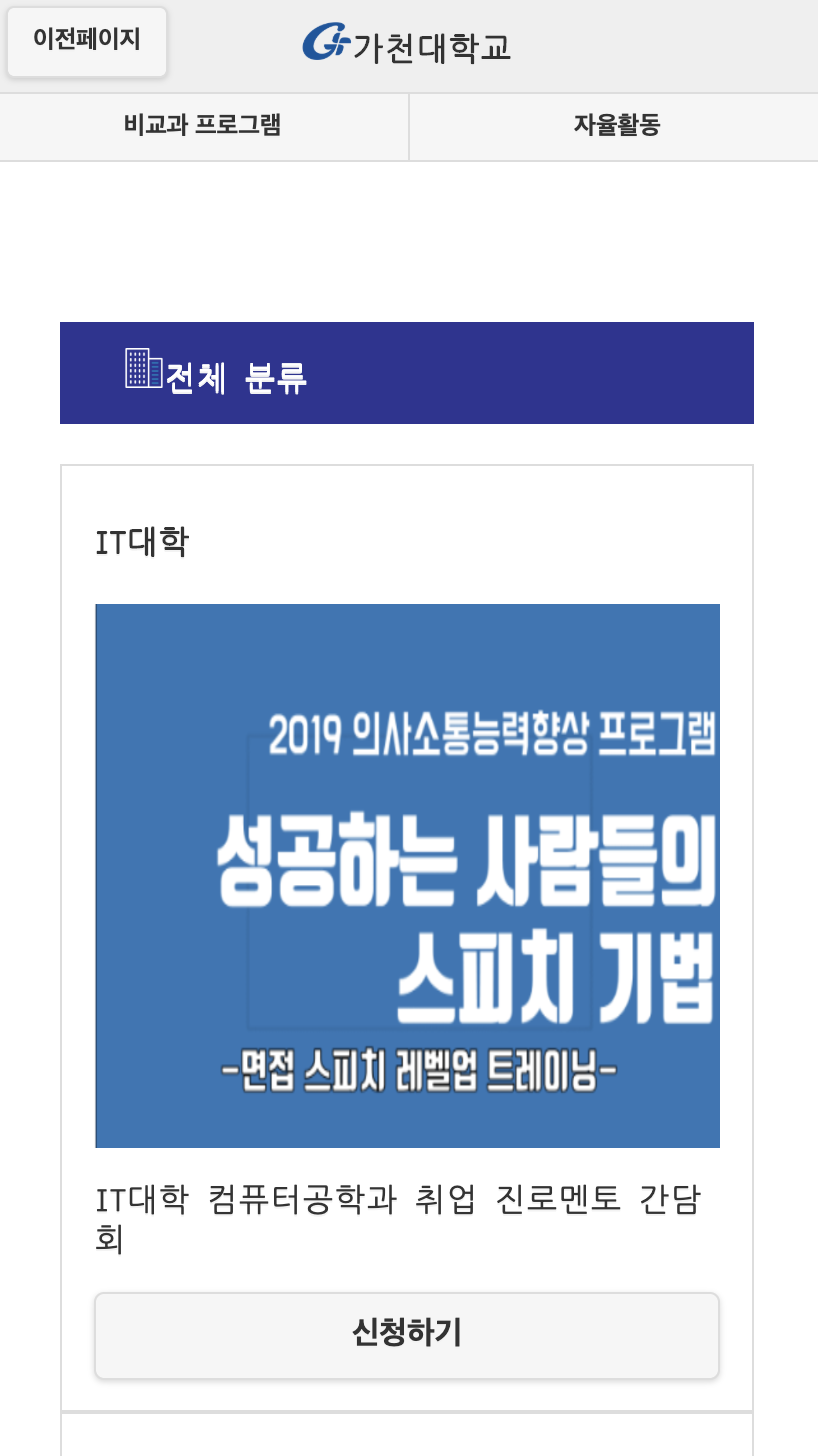 이전페이지
가천대학교
비교과 프로그램
자율활동
전체 분류
IT대학
2019 의사소통능력향상 프로그램
성공하는 사람들의
스피치 기법
-면접 스피치 레벨업 트레이닝-
IT대학 컴퓨터공학과 취업 진로멘토 간담
회
신청하기